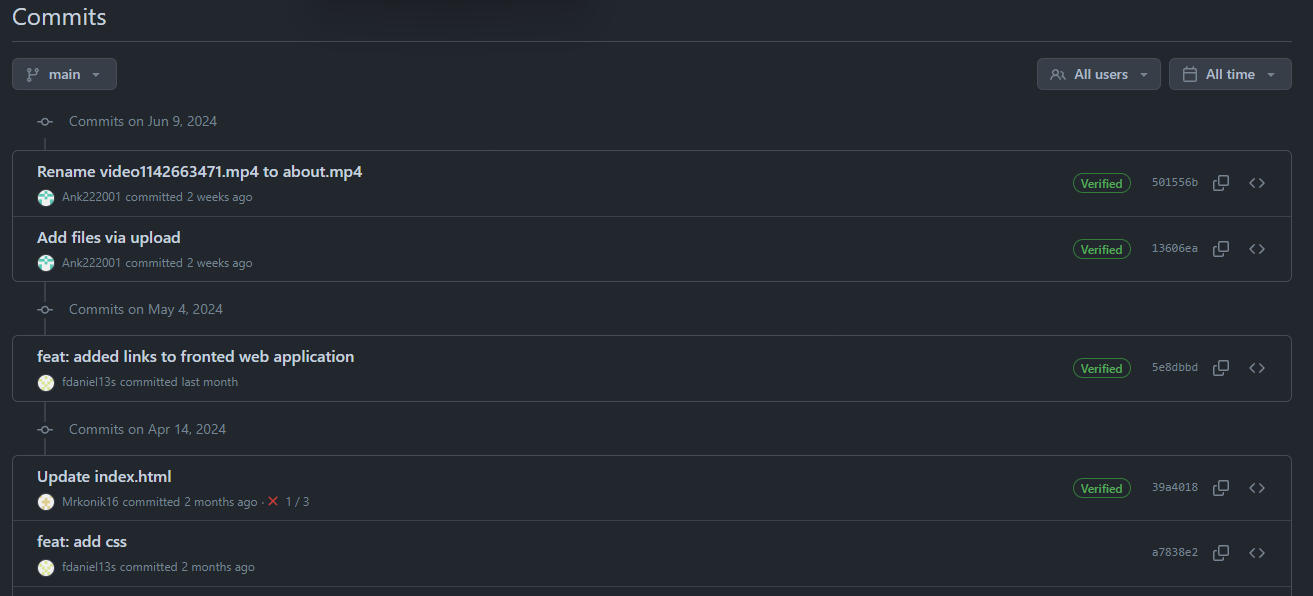 Commits
main
All users
All time
Commits on Jun 9, 2024
Rename video1142663471.mp4 to about.mp4
Verified
501556b
Ank222001 committed 2 weeks ago
Add files via upload
Verified
13606ea
Ank222001 committed 2 weeks ago
Commits on May 4, 2024
feat: added links to fronted web application
Verified
5e8dbbd
fdaniel13s committed last month
Commits on Apr 14, 2024
Update index.html
Verified
39a4018
Mrkonik16 committed 2 months ago · 1 / 3
feat: add css
a7838e2
fdaniel13s committed 2 months ago